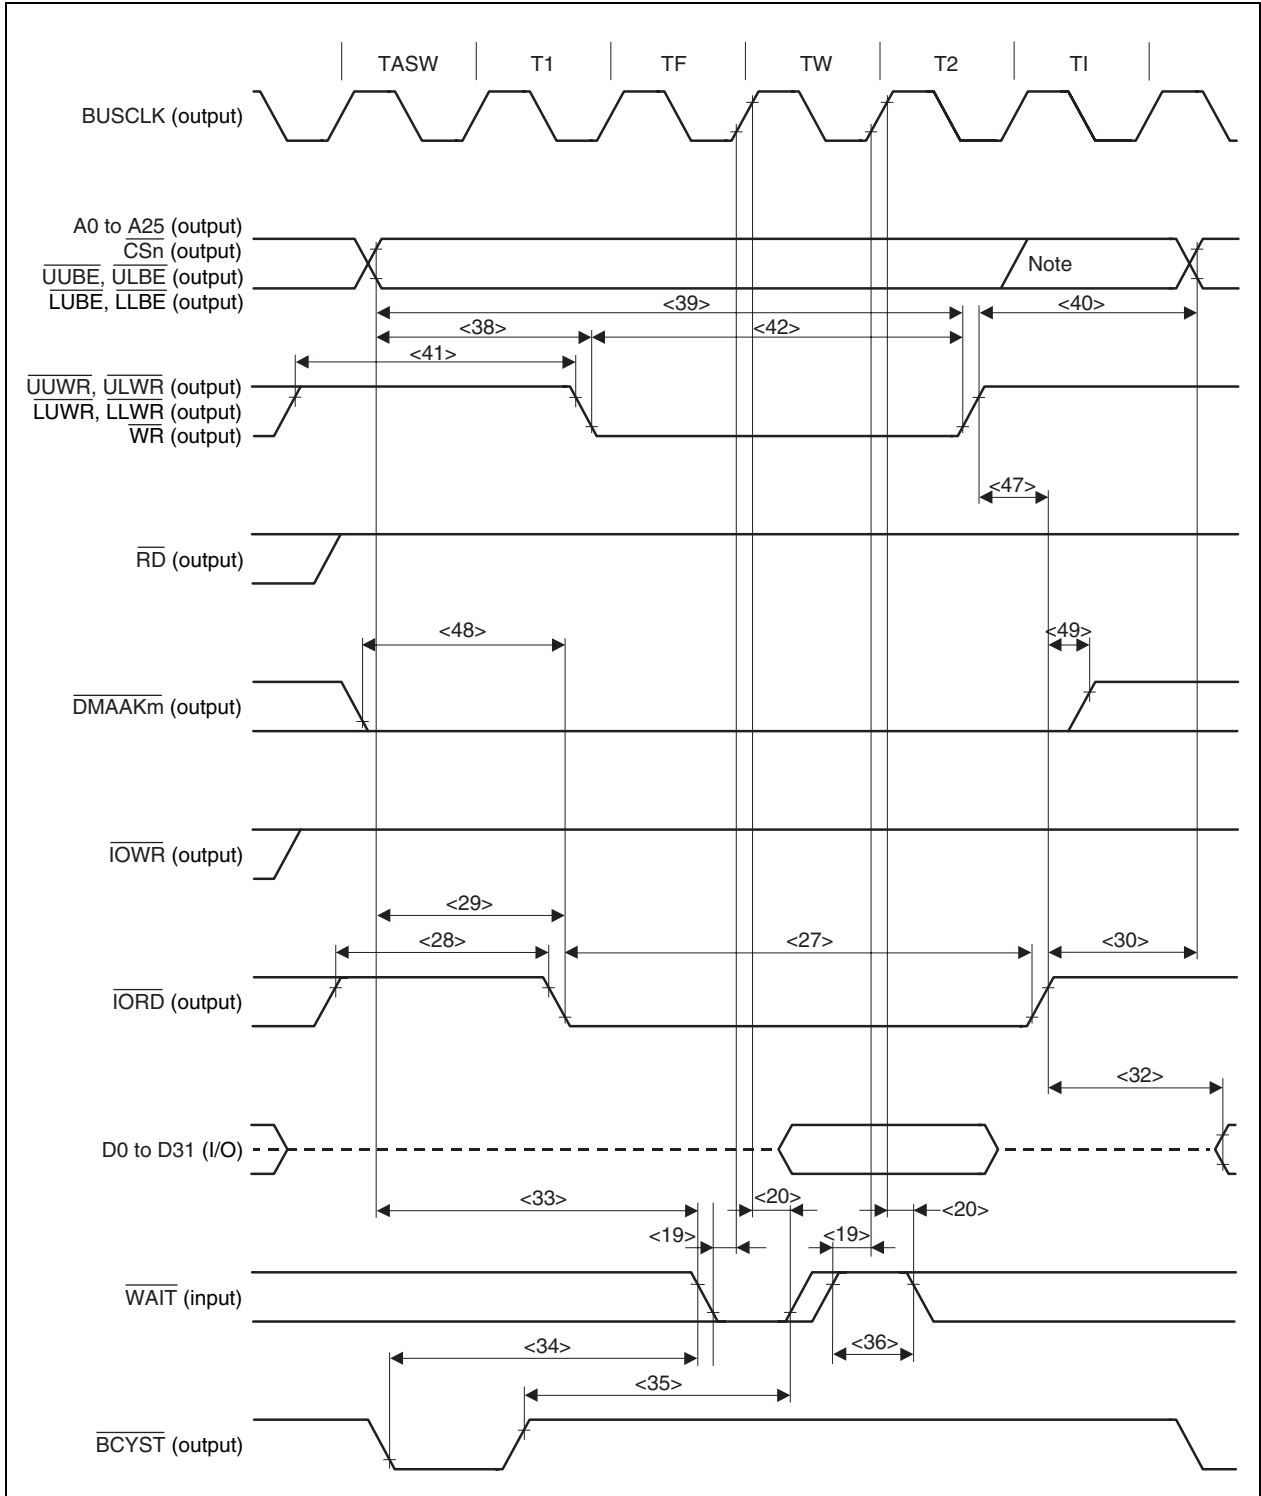 TASW T1 TF TW T2 TI
BUSCLK (output)
A0 to A25 (output)
CSn (output)
UUBE, ULBE (output)
LUBE, LLBE (output)
Note
<39>
<40>
<38>
<42>
<41>
UUWR, ULWR (output)
LUWR, LLWR (output)
WR (output)
<47>
RD (output)
<48>
<49>
DMAAKm (output)
IOWR (output)
<29>
<28>
<27>
<30>
IORD (output)
<32>
D0 to D31 (I/O)
<33>
<20>
<20>
<19>
<19>
WAIT (input)
<34>
<36>
<35>
BCYST (output)